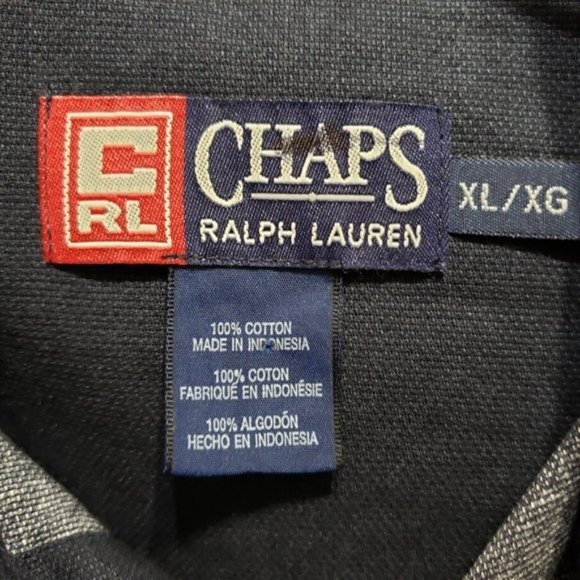 C
RL
CHAPS
RALPH LAUREN
XL/XG
100% COTTON
MADE IN INDONESIA
100% COTON
FABRIQUÉ EN INDONÉSIE
100% ALGODÓN
HECHO EN INDONESIA